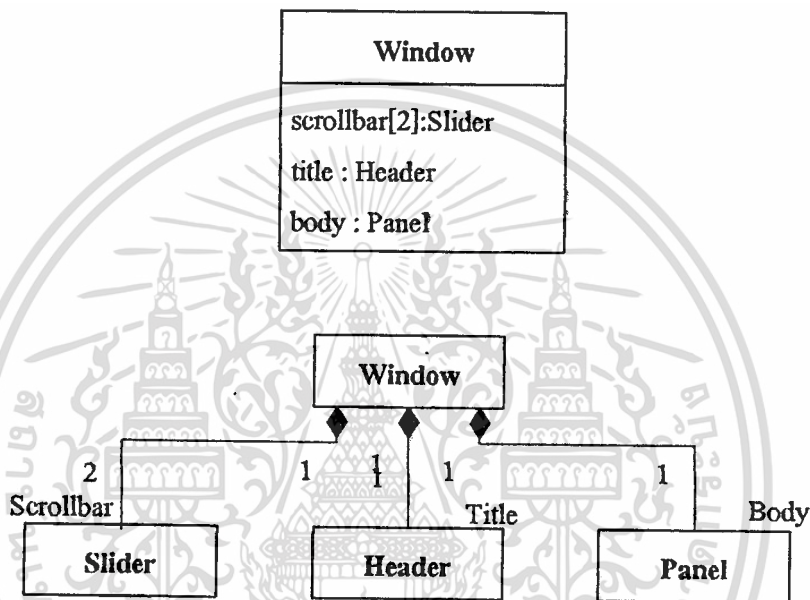 Window
scrollbar[2]:Slider
title : Header
body : Panel
Window
2 1 1 1 1 1
Scrollbar Title Body
Slider Header Panel